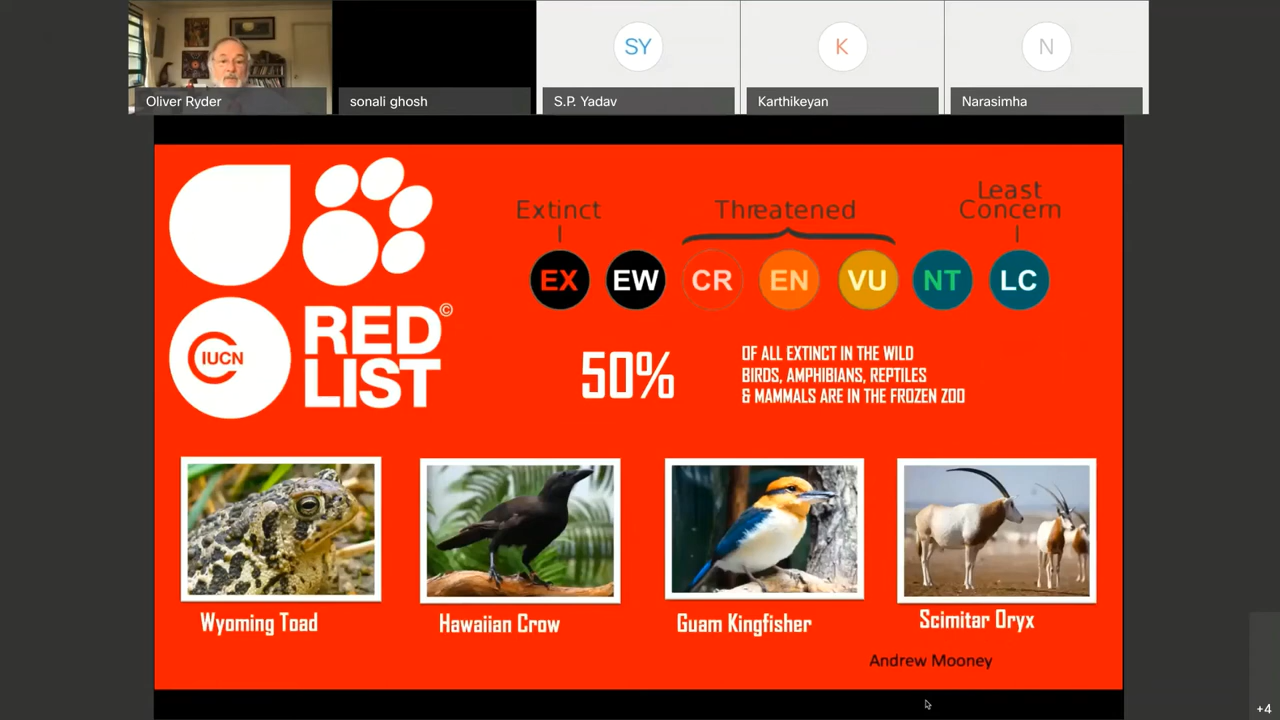 Oliver Ryder
sonali ghosh
SY
S.P. Yadav
K
Karthikeyan
N
Narasimha
Extinct
Threatened
Least
Concern
EX EW CR EN VU NT LC
IUCN
RED
LIST
©
50%
OF ALL EXTINCT IN THE WILD
BIRDS, AMPHIBIANS, REPTILES
& MAMMALS ARE IN THE FROZEN ZOO
Wyoming Toad
Hawaiian Crow
Guam Kingfisher
Scimitar Oryx
Andrew Mooney
+4